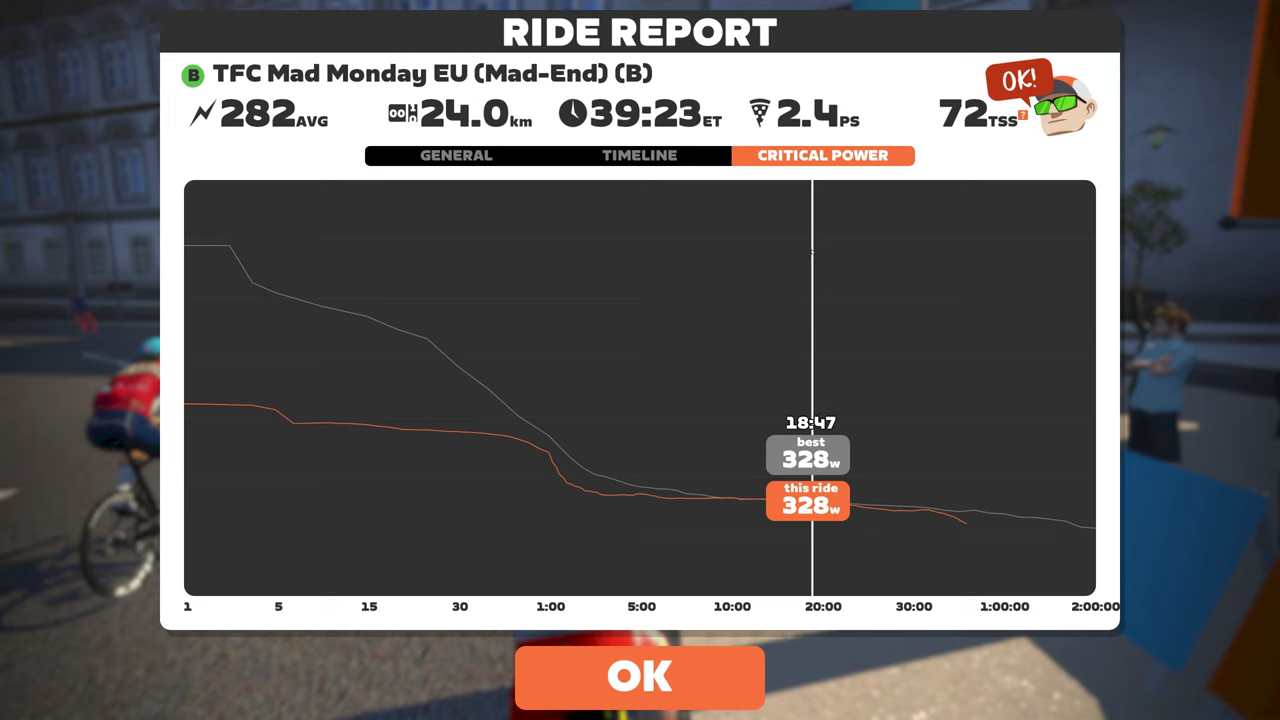 RIDE REPORT
B TFC Mad Monday EU (Mad-End) (B)
OK!
282AVG 24.0km 39:23ET 2.4PS 72TSS?
GENERAL TIMELINE CRITICAL POWER
18:47
best
328w
this ride
328w
1 5 15 30 1:00 5:00 10:00 20:00 30:00 1:00:00 2:00:00
OK